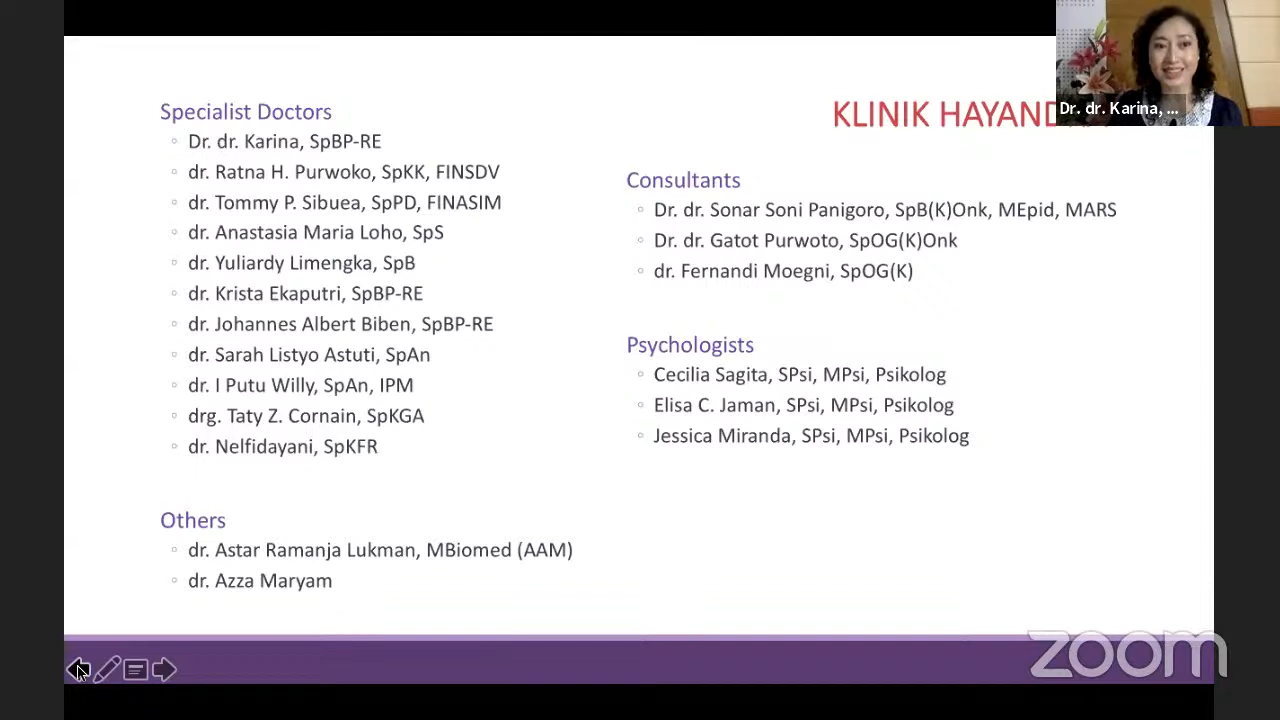 Specialist Doctors
Dr. dr. Karina, SpBP-RE
dr. Ratna H. Purwoko, SpKK, FINSDV
dr. Tommy P. Sibuea, SpPD, FINASIM
dr. Anastasia Maria Loho, SpS
dr. Yuliardy Limengka, SpB
dr. Krista Ekaputri, SpBP-RE
dr. Johannes Albert Biben, SpBP-RE
dr. Sarah Listyo Astuti, SpAn
dr. I Putu Willy, SpAn, IPM
drg. Taty Z. Cornain, SpKGA
dr. Nelfidayani, SpKFR
Others
dr. Astar Ramanja Lukman, MBiomed (AAM)
dr. Azza Maryam
KLINIK
Consultants
Dr. dr. Sonar Soni Panigoro, SpB(K)Onk, MEpid, MARS
Dr. dr. Gatot Purwoto, SpOG(K)Onk
dr. Fernandi Moegni, SpOG(K)
Psychologists
Cecilia Sagita, SPsi, MPsi, Psikolog
Elisa C. Jaman, SPsi, MPsi, Psikolog
Jessica Miranda, SPsi, MPsi, Psikolog
Dr. dr. Karina, ...
zoom